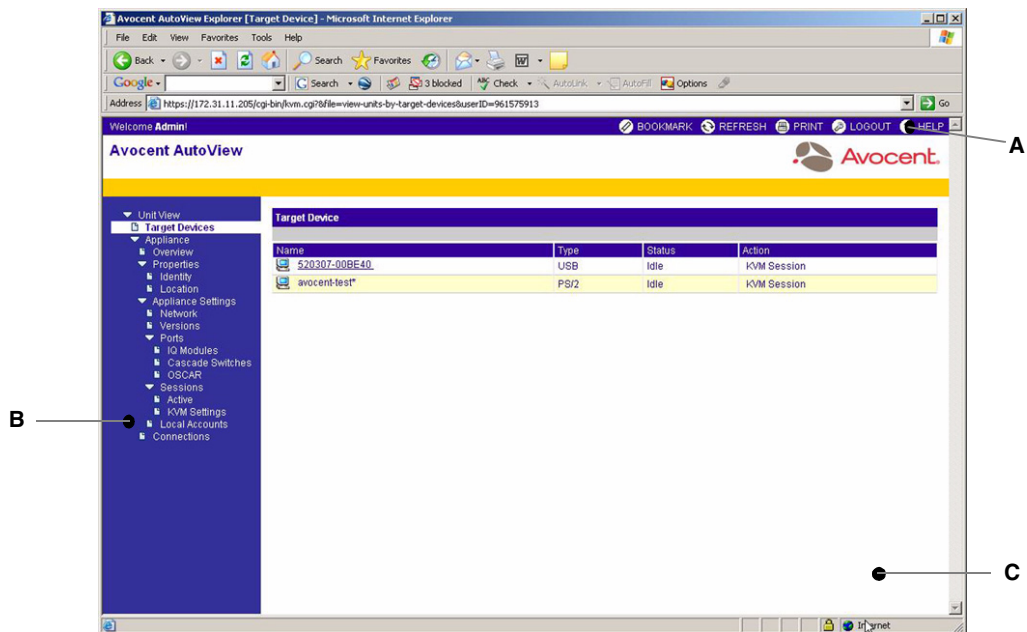 Avocent AutoView Explorer [Target Device] - Microsoft Internet Explorer
File Edit View Favorites Tools Help
Back Search Favorites
Google Search 3 blocked Check AutoLink AutoFill Options
Address https://172.31.11.205/cgi-bin/kvm.cgi?&file=view-units-by-target-devices&userID=961575913 Go
Welcome Admin! BOOKMARK REFRESH PRINT LOGOUT HELP
A
Avocent AutoView Avocent.
Unit View
Target Devices
Appliance
Overview
Properties
Identity
Location
Appliance Settings
Network
Versions
Ports
IQ Modules
Cascade Switches
OSCAR
Sessions
Active
KVM Settings
B
Local Accounts
Connections
Target Device
Name Type Status Action
520307-00BE40 USB Idle KVM Session
avocent-test* PS/2 Idle KVM Session
C
Internet